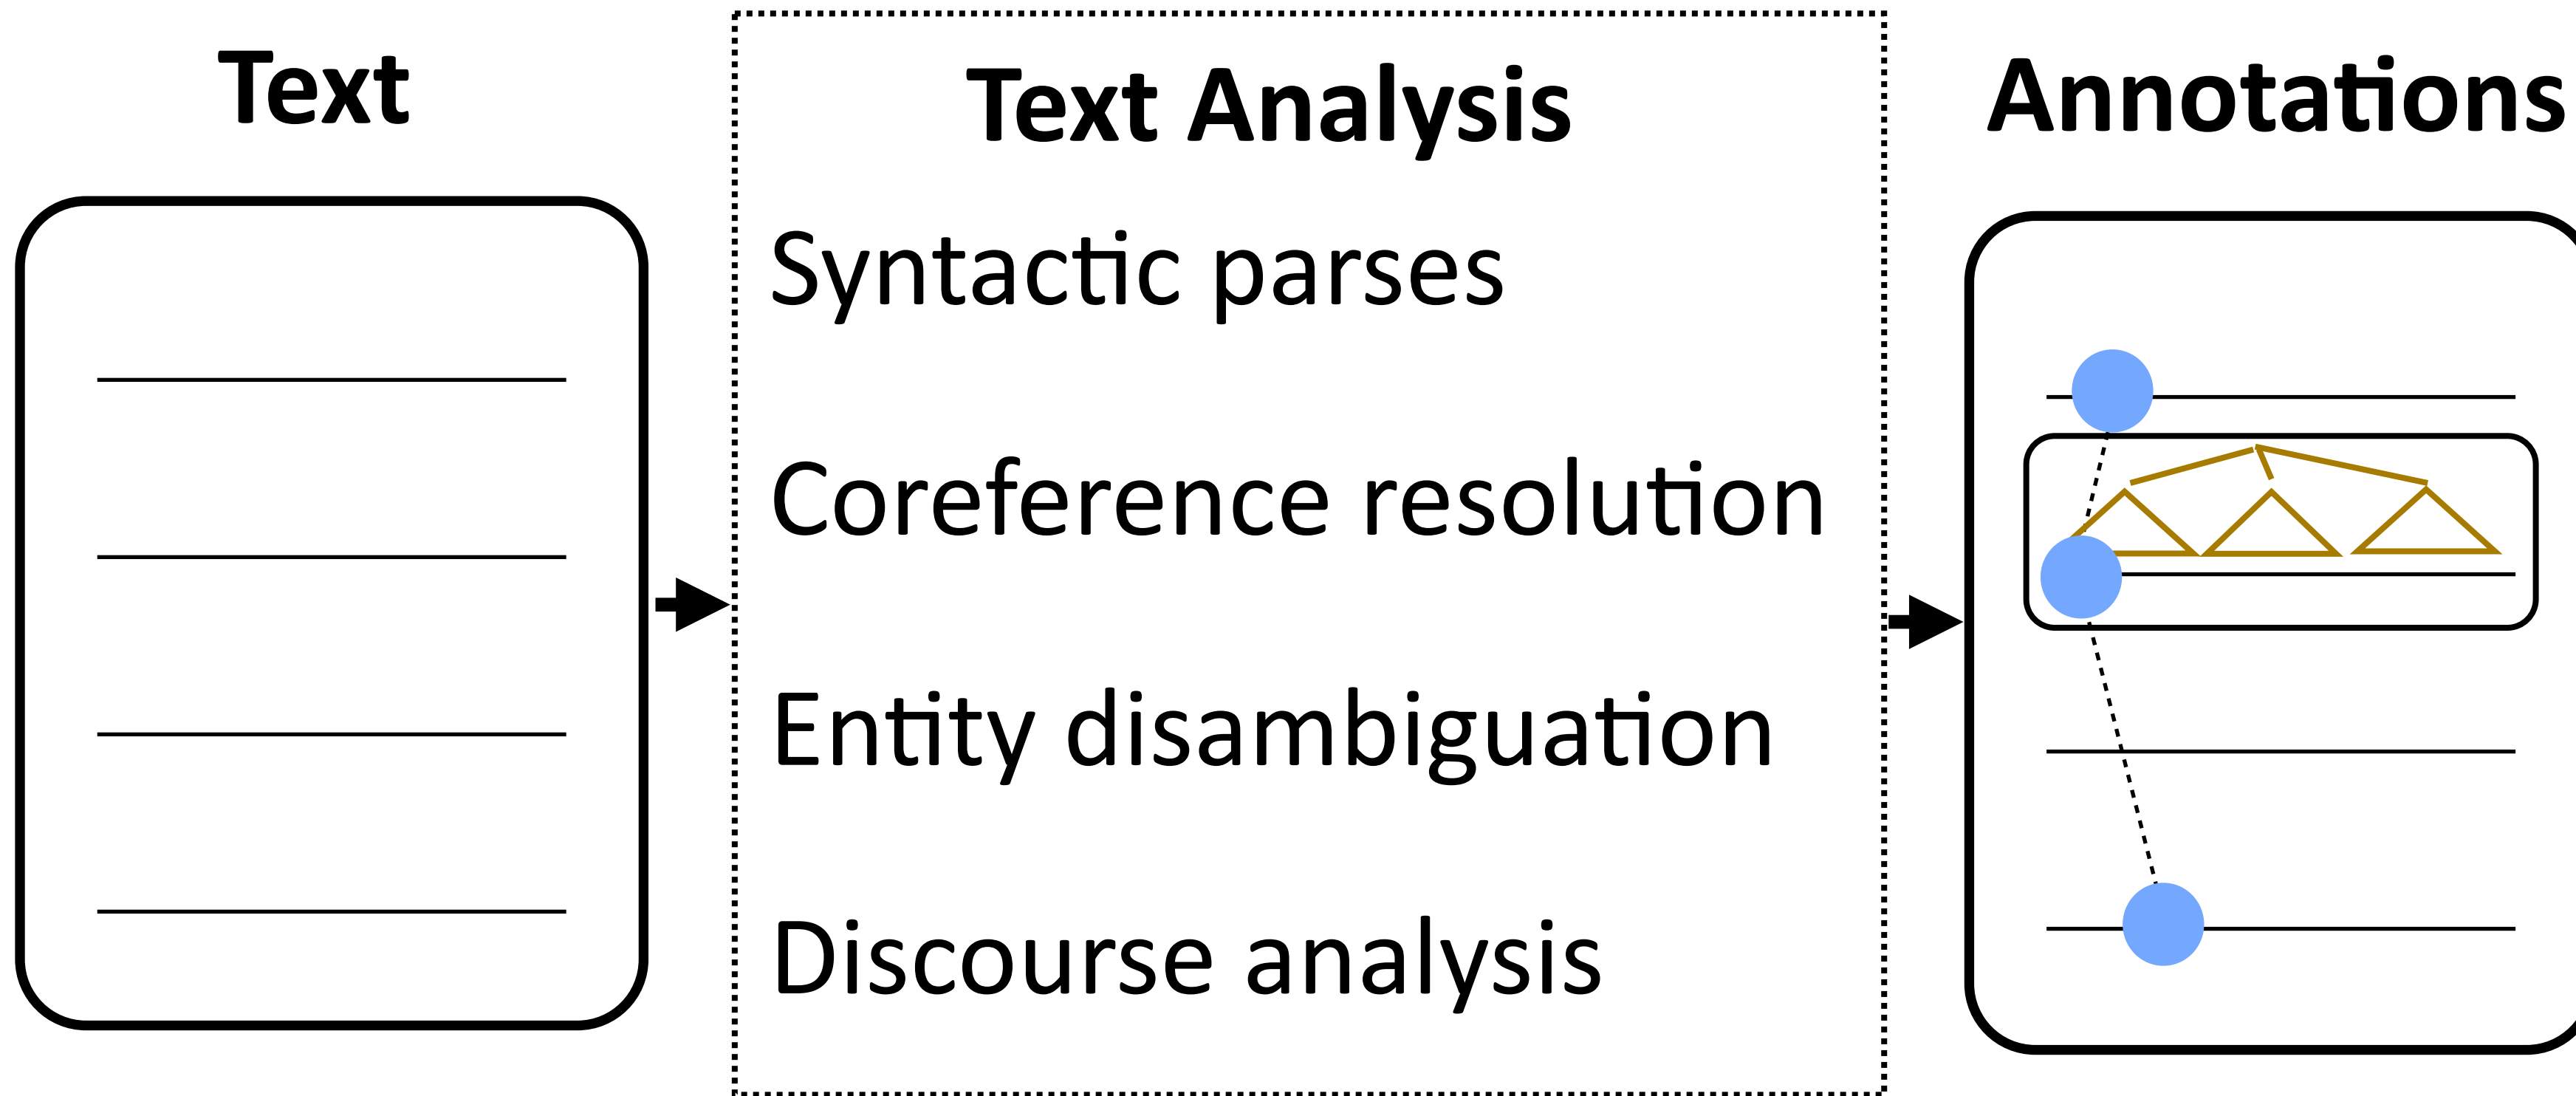 Text
Text Analysis
Syntactic parses
Coreference resolution
Entity disambiguation
Discourse analysis
Annotations